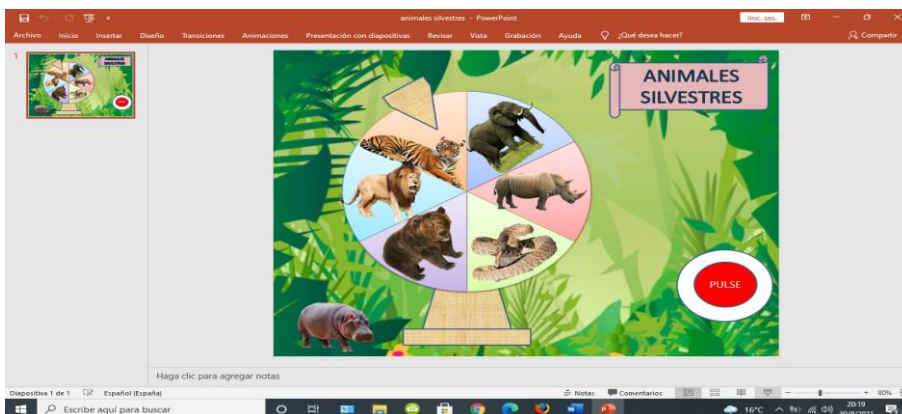 animales silvestres - PowerPoint
Inic. ses.
Archivo Inicio Insertar Diseño Transiciones Animaciones Presentación con diapositivas Revisar Vista Grabación Ayuda ¿Qué desea hacer? Compartir
1
ANIMALES
SILVESTRES
PULSE
Haga clic para agregar notas
Diapositiva 1 de 1 Español (España) Notas Comentarios 80%
Escribe aquí para buscar 16°C 20:19